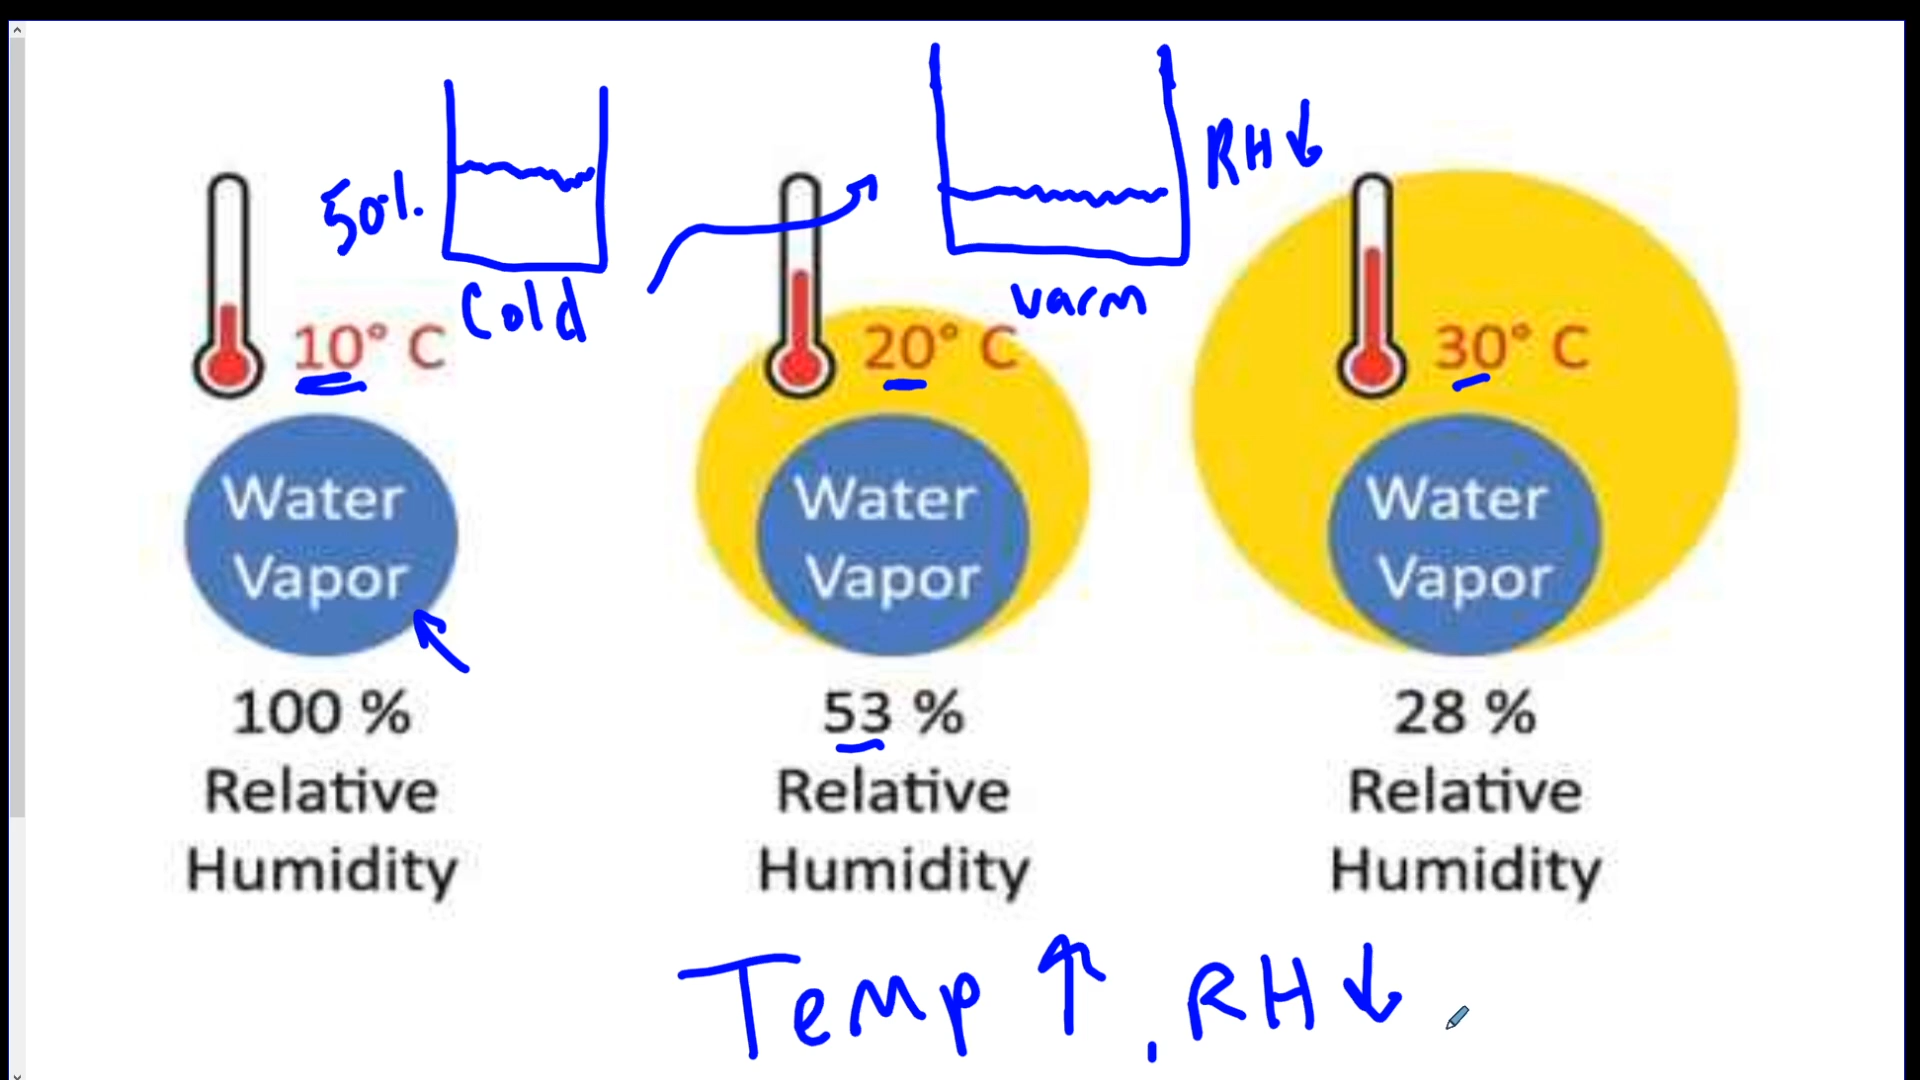 RH↓
50%.
Cold
warm
10° C
20° C
30° C
Water
Vapor
Water
Vapor
Water
Vapor
100 %
Relative
Humidity
53 %
Relative
Humidity
28 %
Relative
Humidity
Temp ↑, RH↓